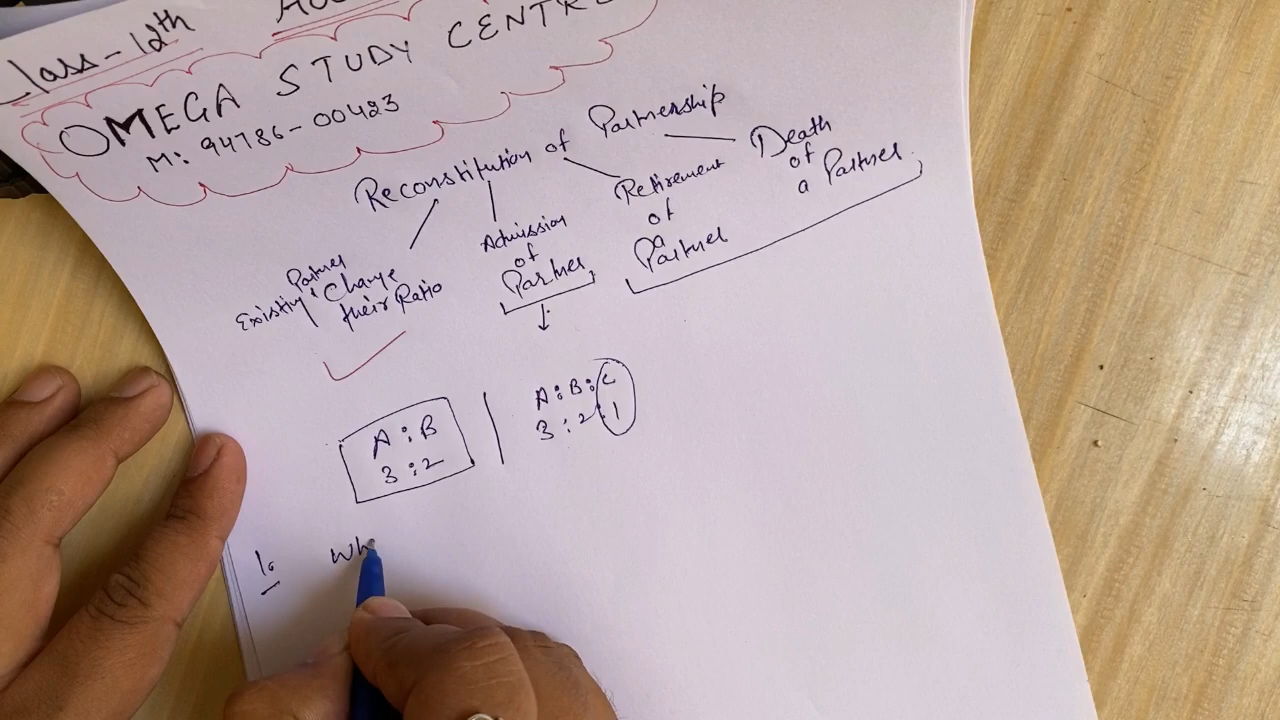 Class-12th
OMEGA STUDY CENTRE
M: 94786-00423
Reconstitution of Partnership
Partner
Existing Change
their Ratio
Admission
of
Partner
Retirement
of
a
Partner
Death
of
a Partner
A:B
3:2
A:B:C
3:2:1
1. Wh